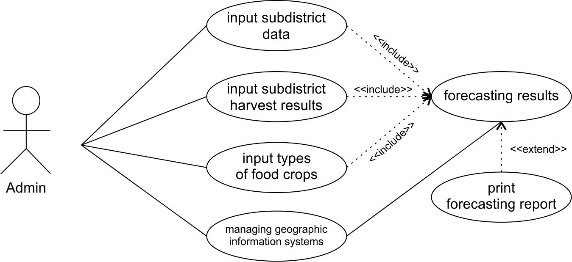 input subdistrict
data
<<include>>
input subdistrict
harvest results
<<include>>
forecasting results
<<include>>
input types
of food crops
<<extend>>
Admin
print
forecasting report
managing geographic
information systems